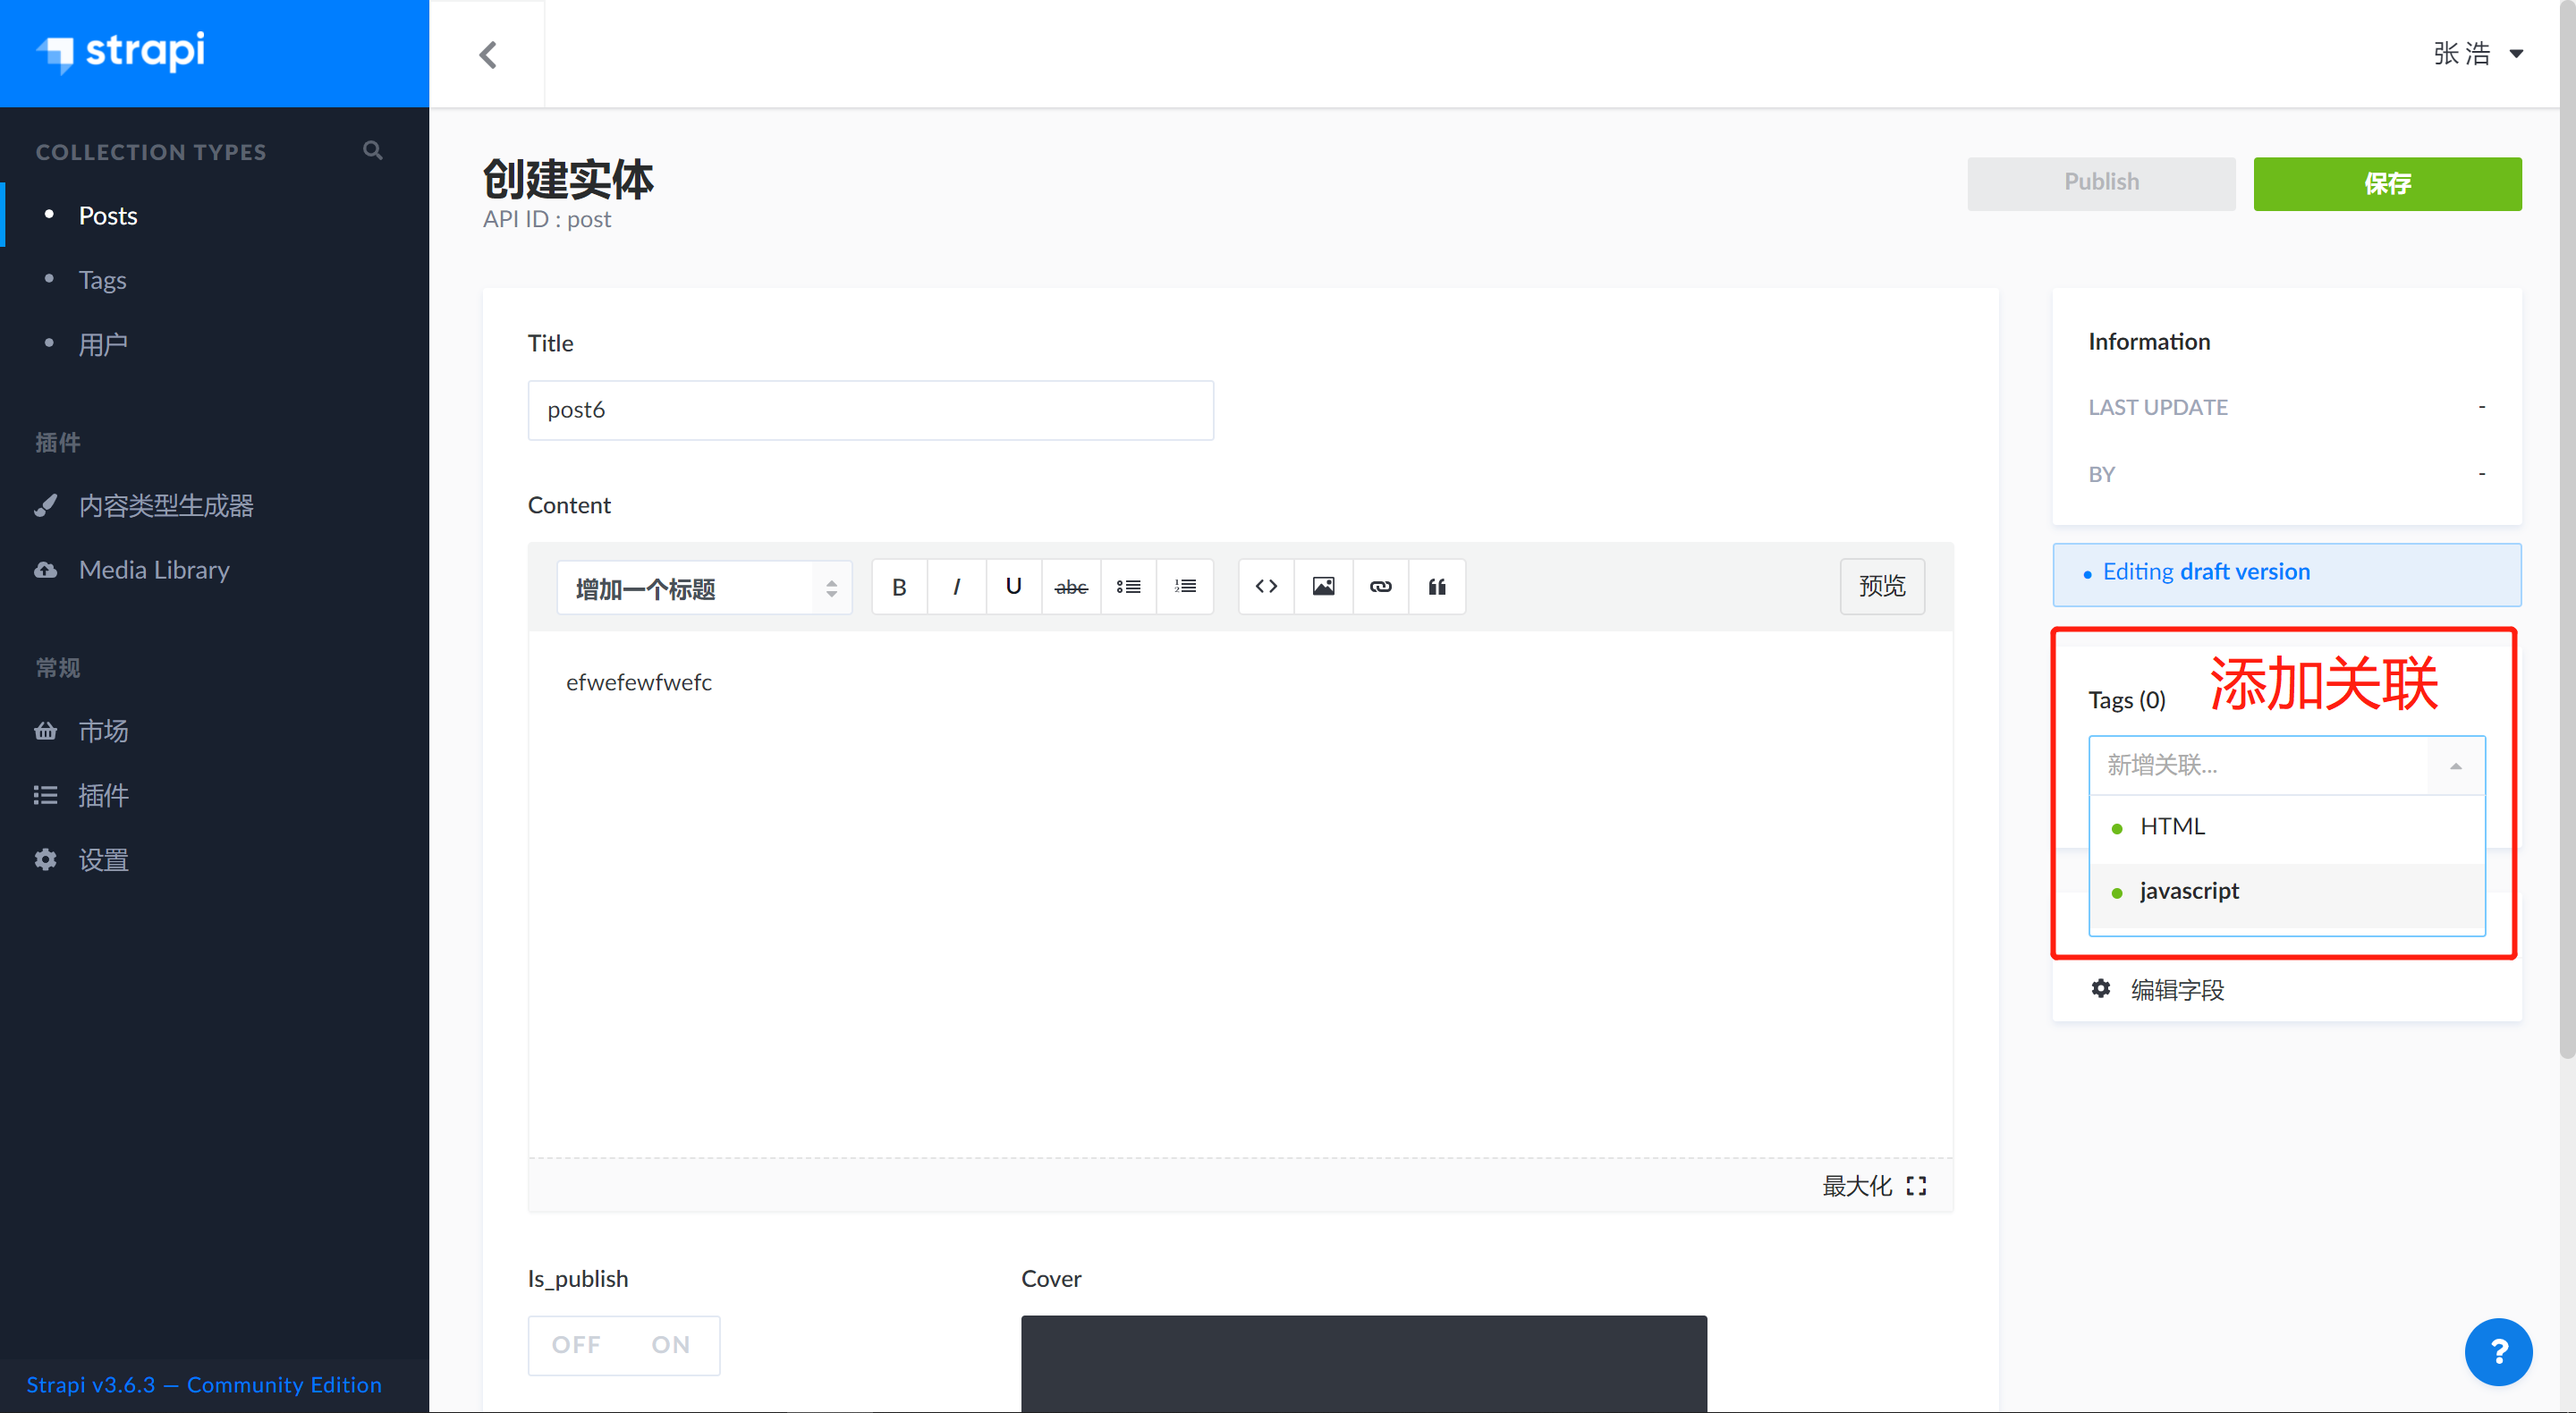 strapi
张 浩
COLLECTION TYPES
Posts
Tags
用户
插件
内容类型生成器
Media Library
常规
市场
插件
设置
Strapi v3.6.3 — Community Edition
创建实体
API ID : post
Publish
保存
Title
post6
Content
增加一个标题
B I U abc
预览
efwefewfwefc
最大化
Is_publish
OFF ON
Cover
Information
LAST UPDATE -
BY -
Editing draft version
添加关联
Tags (0)
新增关联...
HTML
javascript
编辑字段
?